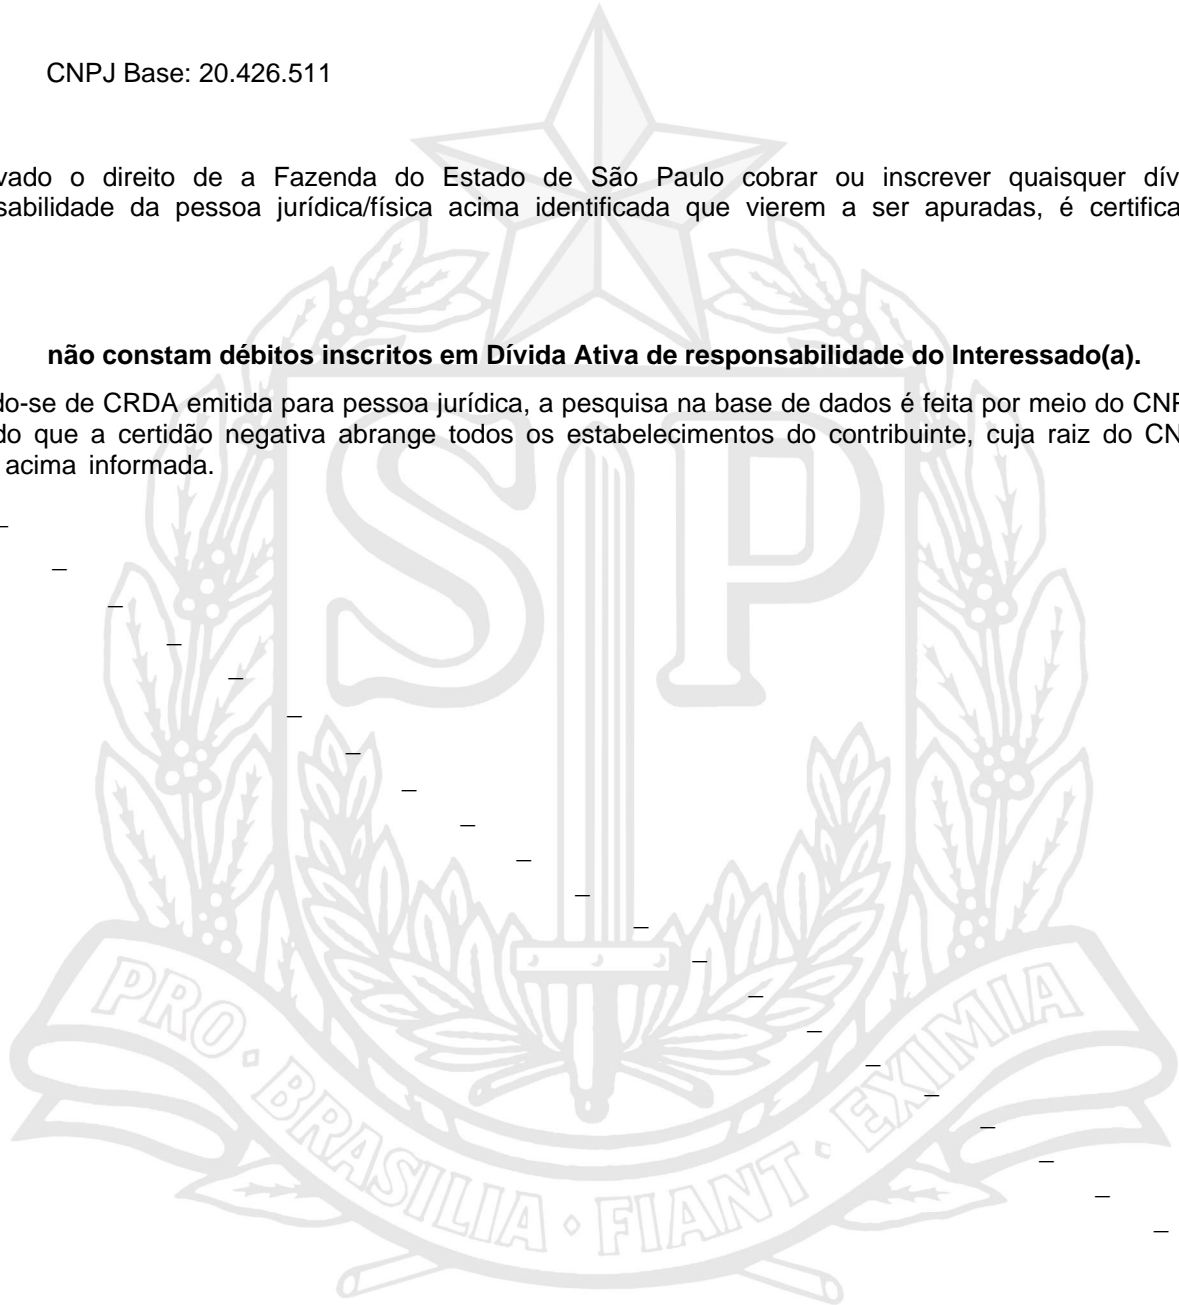 CNPJ Base: 20.426.511
vado o direito de a Fazenda do Estado de São Paulo cobrar ou inscrever quaisquer dív
sabilidade da pessoa jurídica/física acima identificada que vierem a ser apuradas, é certifica
não constam débitos inscritos em Dívida Ativa de responsabilidade do Interessado(a).
do-se de CRDA emitida para pessoa jurídica, a pesquisa na base de dados é feita por meio do CNP
do que a certidão negativa abrange todos os estabelecimentos do contribuinte, cuja raiz do CN
acima informada.
SP
PRO • BRASILIA • FIANT • EXIMIA